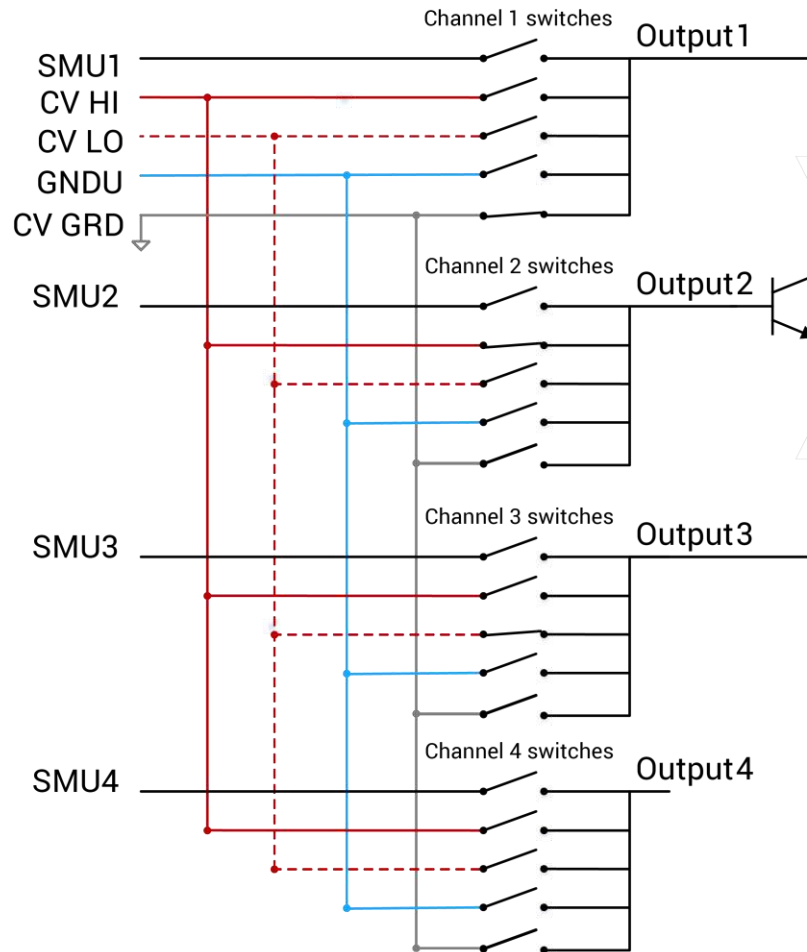 Channel 1 switches
Output1
SMU1
CV HI
CV LO
GNDU
CV GRD
Channel 2 switches
Output2
SMU2
Channel 3 switches
Output3
SMU3
Channel 4 switches
Output4
SMU4